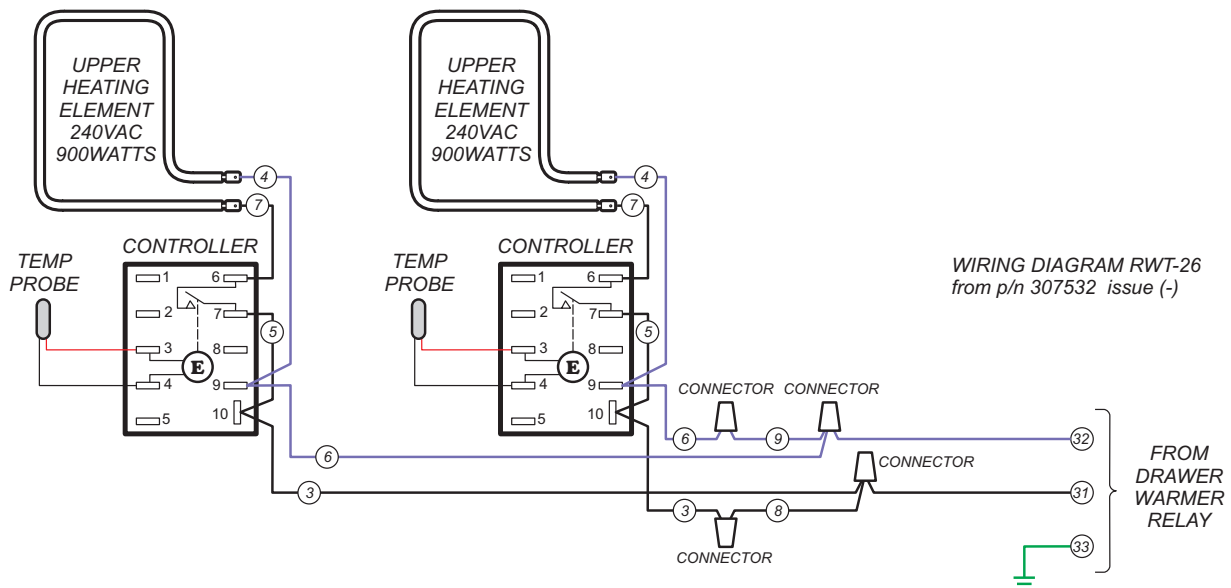 UPPER
HEATING
ELEMENT
240VAC
900WATTS
4
7
UPPER
HEATING
ELEMENT
240VAC
900WATTS
4
7
TEMP
PROBE
CONTROLLER
1
6
2
7
3
8
E
4
9
5
10
5
TEMP
PROBE
CONTROLLER
1
6
2
7
3
8
E
4
9
5
10
5
WIRING DIAGRAM RWT-26
from p/n 307532 issue (-)
CONNECTOR
CONNECTOR
6
9
32
6
CONNECTOR
3
31
3
8
CONNECTOR
33
FROM
DRAWER
WARMER
RELAY